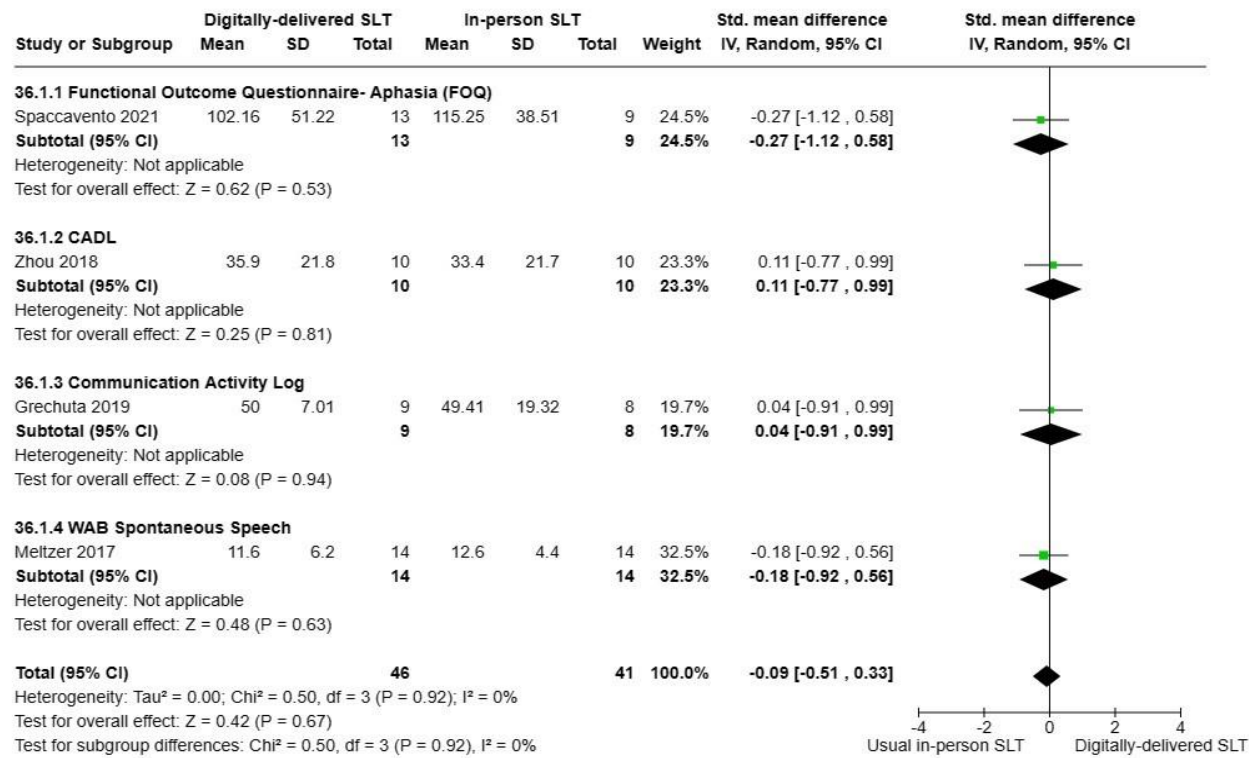 Digitally-delivered SLT In-person SLT Std. mean difference Std. mean difference
Study or Subgroup Mean SD Total Mean SD Total Weight IV, Random, 95% CI IV, Random, 95% CI
36.1.1 Functional Outcome Questionnaire- Aphasia (FOQ)
Spaccavento 2021 102.16 51.22 13 115.25 38.51 9 24.5% -0.27 [-1.12 , 0.58]
Subtotal (95% CI) 13 9 24.5% -0.27 [-1.12 , 0.58]
Heterogeneity: Not applicable
Test for overall effect: Z = 0.62 (P = 0.53)
36.1.2 CADL
Zhou 2018 35.9 21.8 10 33.4 21.7 10 23.3% 0.11 [-0.77 , 0.99]
Subtotal (95% CI) 10 10 23.3% 0.11 [-0.77 , 0.99]
Heterogeneity: Not applicable
Test for overall effect: Z = 0.25 (P = 0.81)
36.1.3 Communication Activity Log
Grechuta 2019 50 7.01 9 49.41 19.32 8 19.7% 0.04 [-0.91 , 0.99]
Subtotal (95% CI) 9 8 19.7% 0.04 [-0.91 , 0.99]
Heterogeneity: Not applicable
Test for overall effect: Z = 0.08 (P = 0.94)
36.1.4 WAB Spontaneous Speech
Meltzer 2017 11.6 6.2 14 12.6 4.4 14 32.5% -0.18 [-0.92 , 0.56]
Subtotal (95% CI) 14 14 32.5% -0.18 [-0.92 , 0.56]
Heterogeneity: Not applicable
Test for overall effect: Z = 0.48 (P = 0.63)
Total (95% CI) 46 41 100.0% -0.09 [-0.51 , 0.33]
Heterogeneity: Tau² = 0.00; Chi² = 0.50, df = 3 (P = 0.92); I² = 0%
Test for overall effect: Z = 0.42 (P = 0.67)
Test for subgroup differences: Chi² = 0.50, df = 3 (P = 0.92), I² = 0%
-4 -2 0 2 4
Usual in-person SLT Digitally-delivered SLT